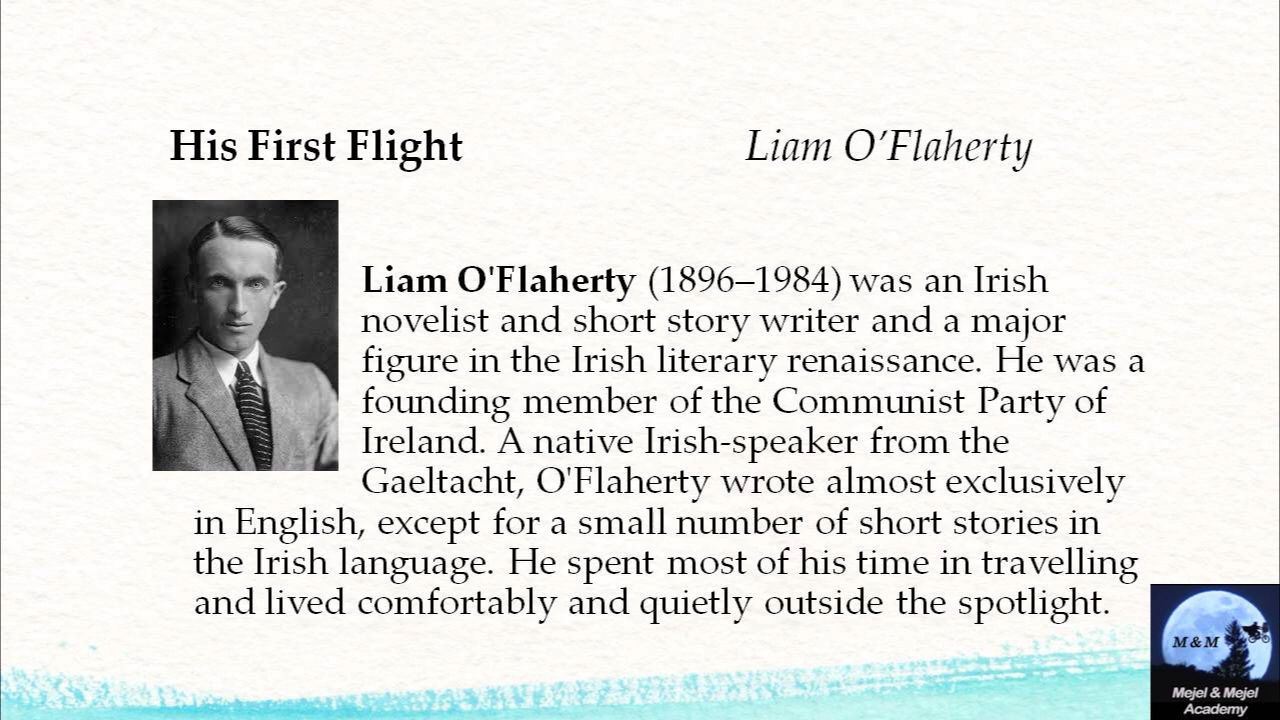 His First Flight
Liam O’Flaherty
Liam O'Flaherty (1896–1984) was an Irish
novelist and short story writer and a major
figure in the Irish literary renaissance. He was a
founding member of the Communist Party of
Ireland. A native Irish-speaker from the
Gaeltacht, O'Flaherty wrote almost exclusively
in English, except for a small number of short stories in
the Irish language. He spent most of his time in travelling
and lived comfortably and quietly outside the spotlight.
M & M
Mejel & Mejel
Academy